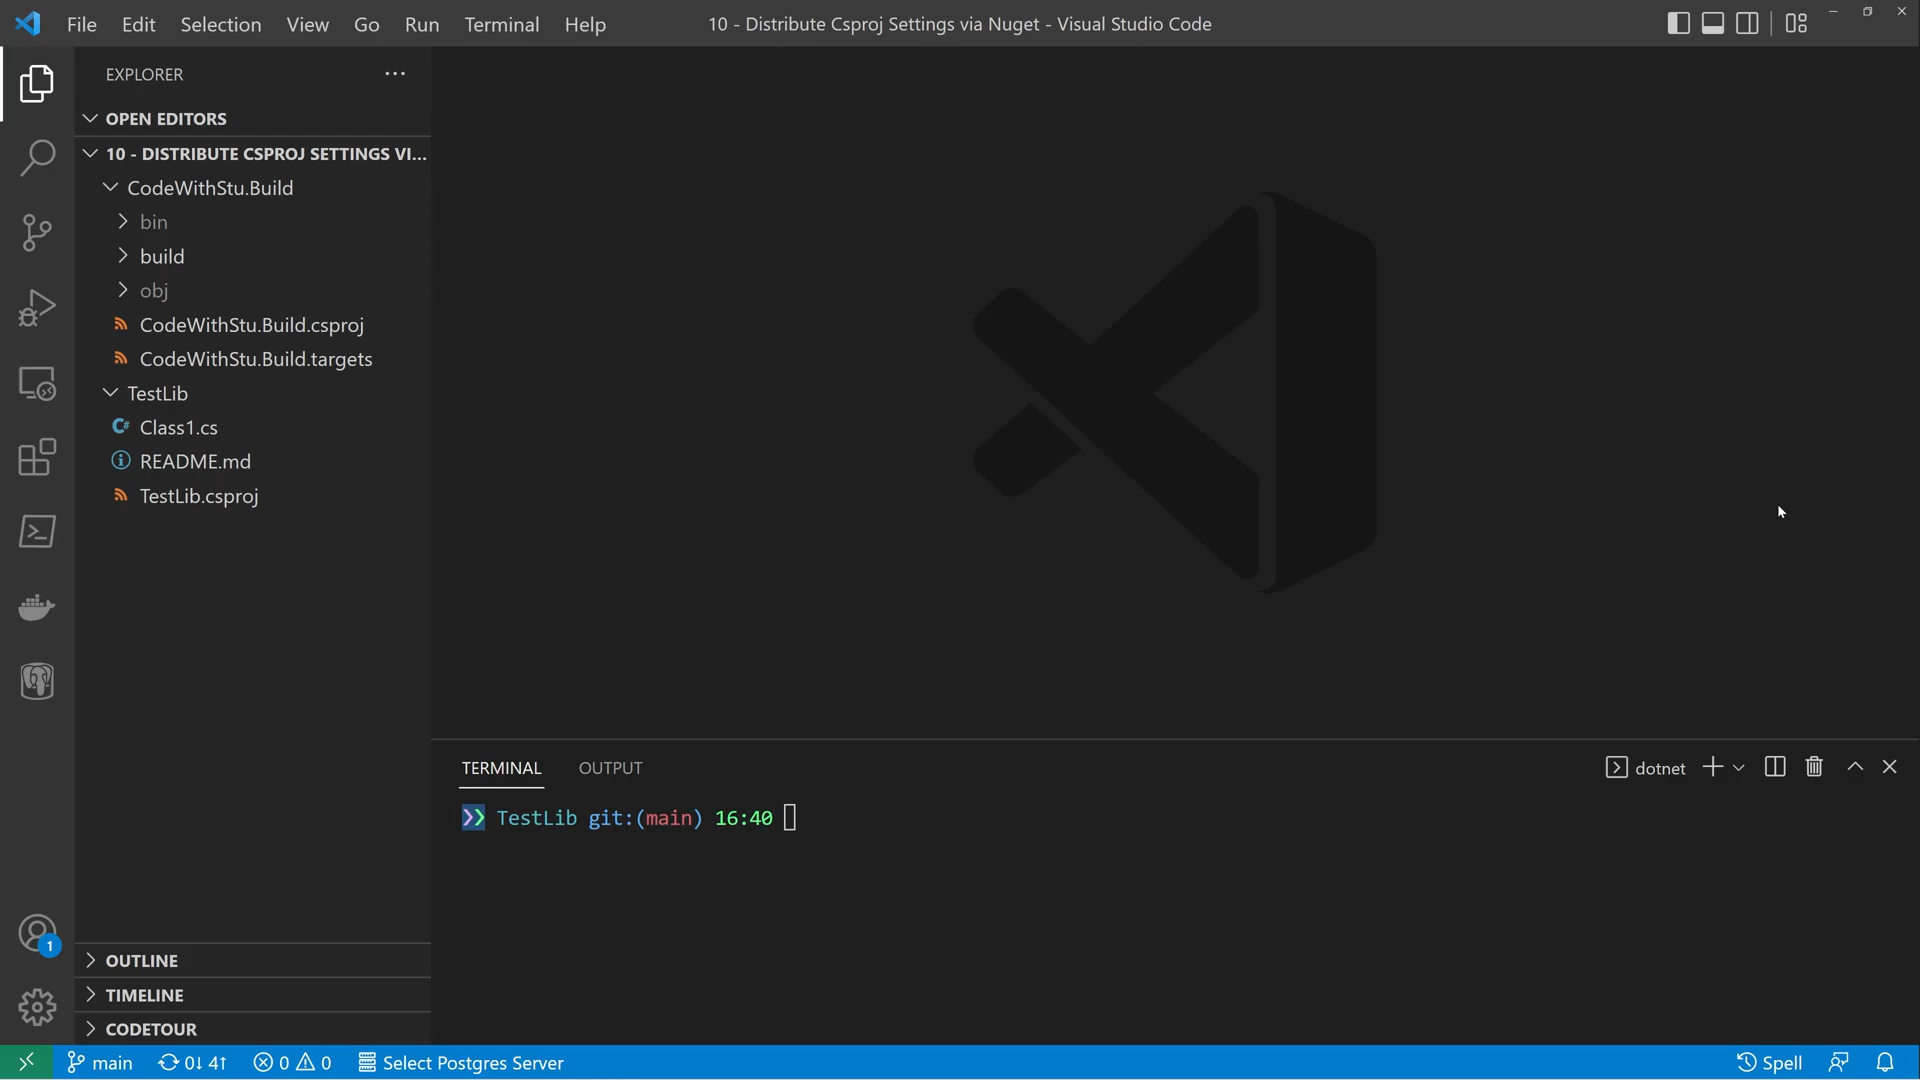 File Edit Selection View Go Run Terminal Help
10 - Distribute Csproj Settings via Nuget - Visual Studio Code
EXPLORER
OPEN EDITORS
10 - DISTRIBUTE CSPROJ SETTINGS VI...
CodeWithStu.Build
bin
build
obj
CodeWithStu.Build.csproj
CodeWithStu.Build.targets
TestLib
C# Class1.cs
README.md
TestLib.csproj
TERMINAL OUTPUT
dotnet
TestLib git:(main) 16:40
1
OUTLINE
TIMELINE
CODETOUR
main 0↓ 4↑ 0 0 Select Postgres Server
Spell